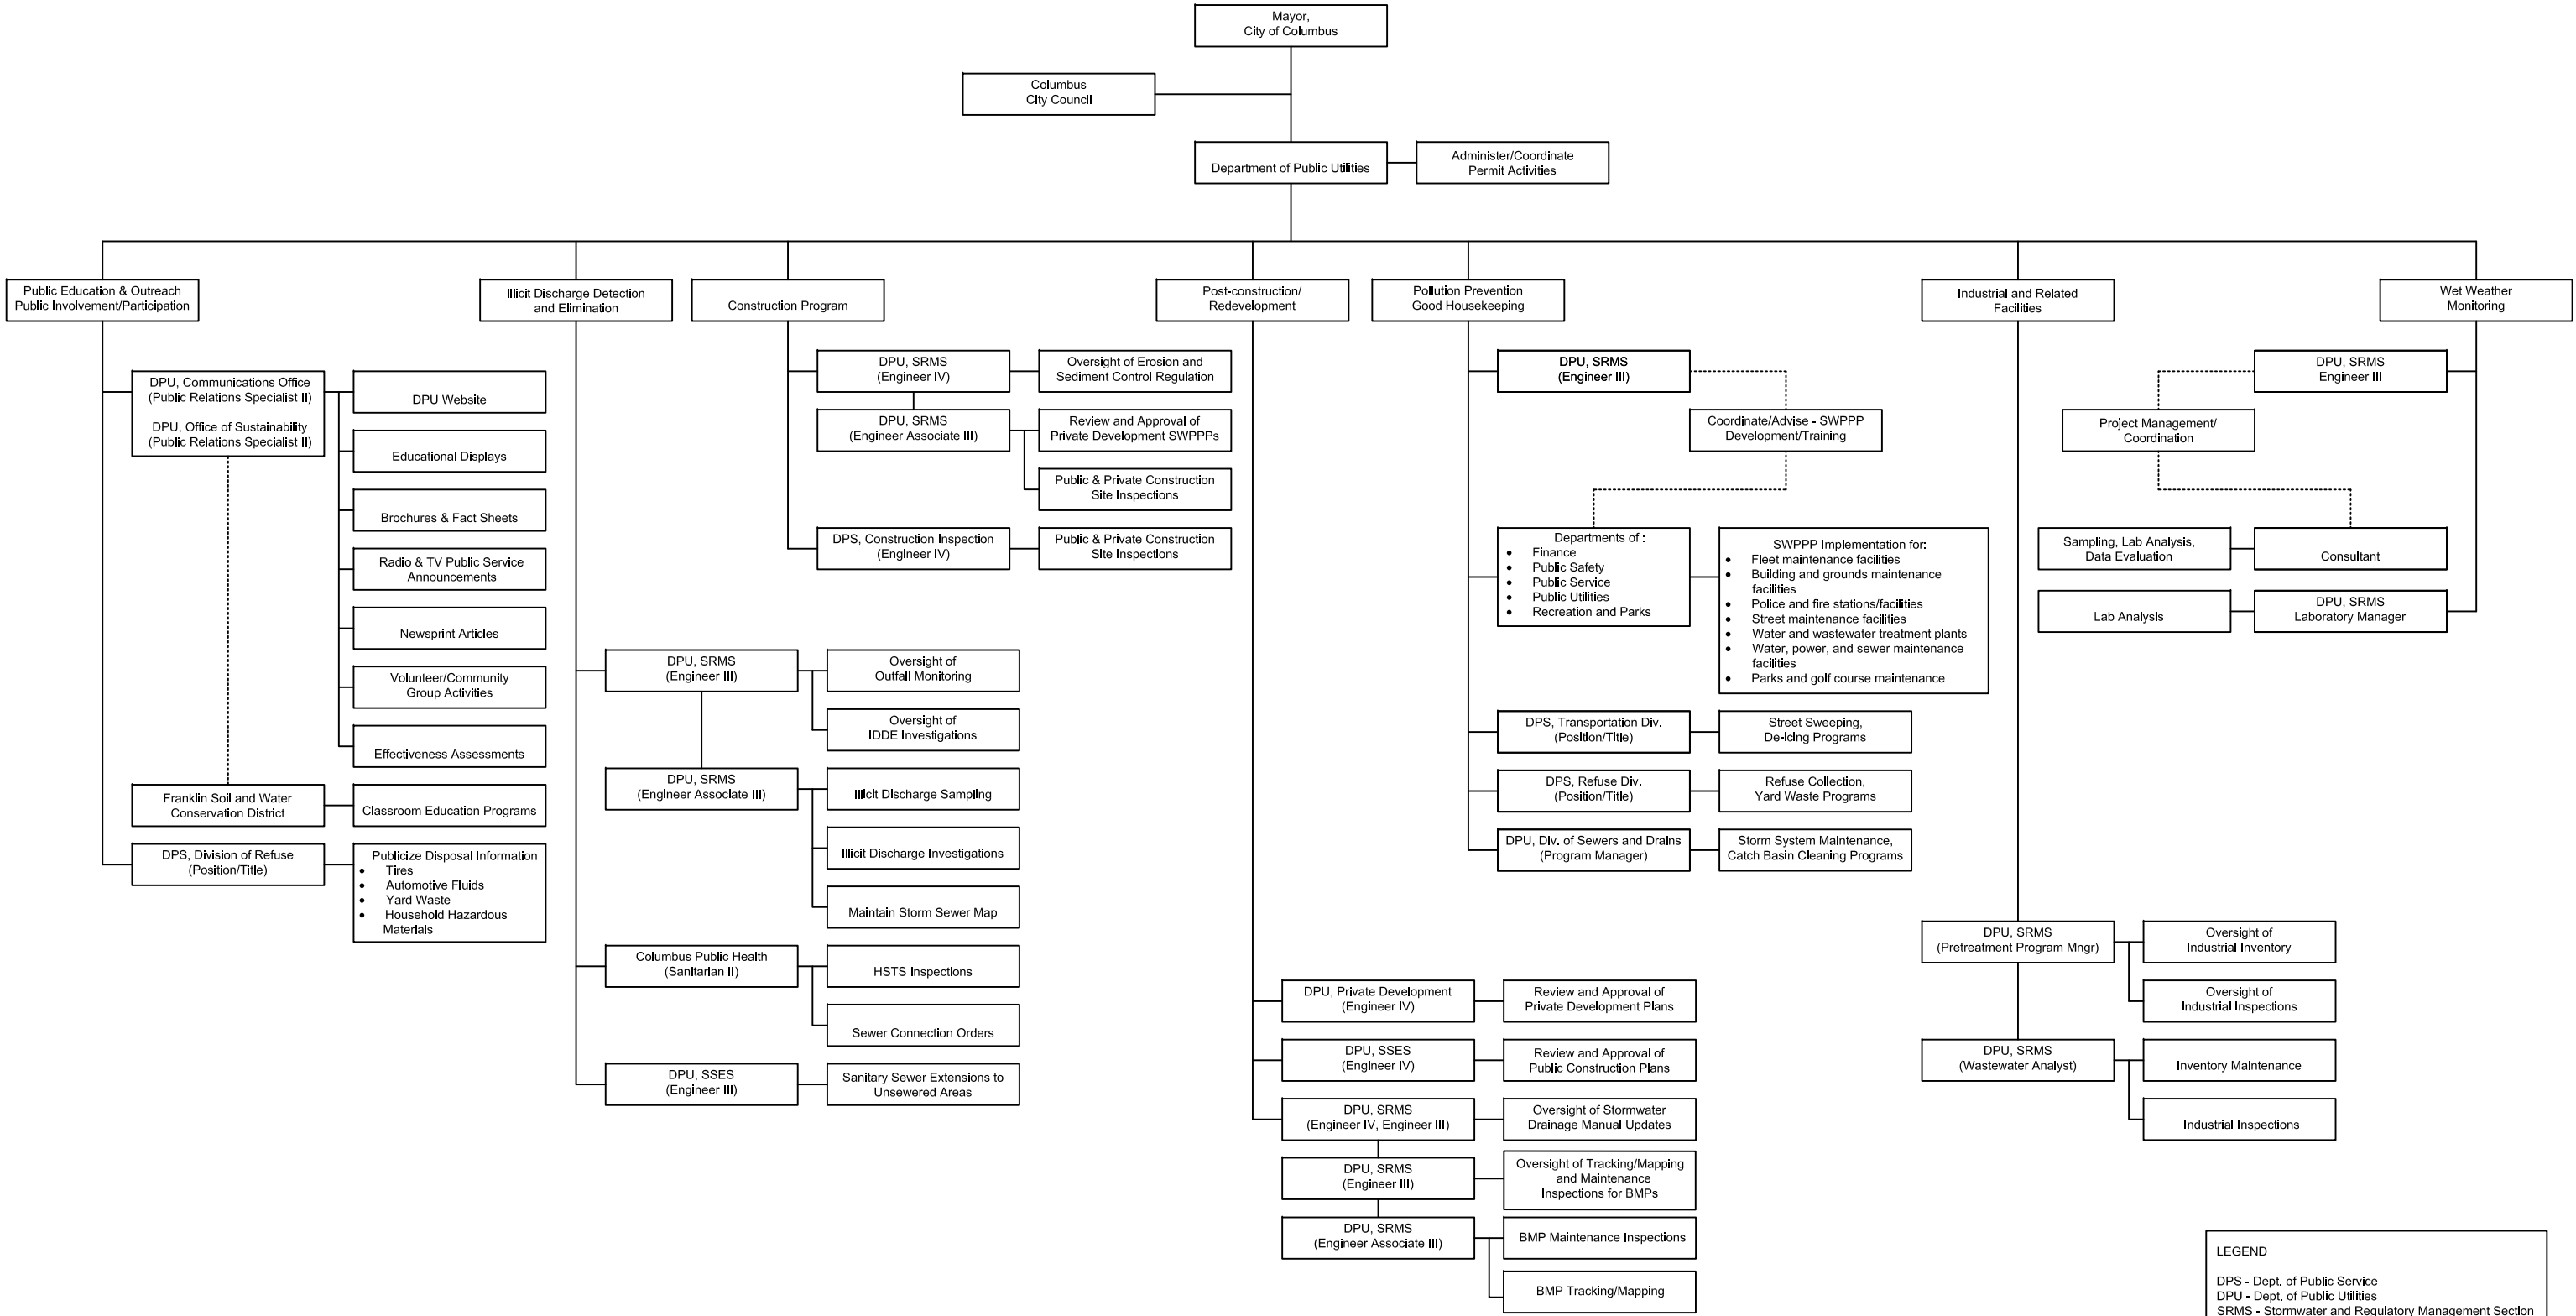 Mayor,
City of Columbus
Columbus
City Council
Department of Public Utilities
Administer/Coordinate
Permit Activities
Public Education & Outreach
Public Involvement/Participation
Illicit Discharge Detection
and Elimination
Construction Program
Post-construction/
Redevelopment
Pollution Prevention
Good Housekeeping
Industrial and Related
Facilities
Wet Weather
Monitoring
DPU, Communications Office
(Public Relations Specialist II)
DPU, Office of Sustainability
(Public Relations Specialist II)
DPU Website
Educational Displays
Brochures & Fact Sheets
Radio & TV Public Service
Announcements
Newsprint Articles
Volunteer/Community
Group Activities
Effectiveness Assessments
Franklin Soil and Water
Conservation District
Classroom Education Programs
DPS, Division of Refuse
(Position/Title)
Publicize Disposal Information
• Tires
• Automotive Fluids
• Yard Waste
• Household Hazardous
Materials
DPU, SRMS
(Engineer III)
Oversight of
Outfall Monitoring
Oversight of
IDDE Investigations
DPU, SRMS
(Engineer Associate III)
Illicit Discharge Sampling
Illicit Discharge Investigations
Maintain Storm Sewer Map
Columbus Public Health
(Sanitarian II)
HSTS Inspections
Sewer Connection Orders
DPU, SSES
(Engineer III)
Sanitary Sewer Extensions to
Unsewered Areas
DPU, SRMS
(Engineer IV)
Oversight of Erosion and
Sediment Control Regulation
DPU, SRMS
(Engineer Associate III)
Review and Approval of
Private Development SWPPPs
Public & Private Construction
Site Inspections
DPS, Construction Inspection
(Engineer IV)
Public & Private Construction
Site Inspections
DPU, Private Development
(Engineer IV)
Review and Approval of
Private Development Plans
DPU, SSES
(Engineer IV)
Review and Approval of
Public Construction Plans
DPU, SRMS
(Engineer IV, Engineer III)
Oversight of Stormwater
Drainage Manual Updates
DPU, SRMS
(Engineer III)
Oversight of Tracking/Mapping
and Maintenance
Inspections for BMPs
DPU, SRMS
(Engineer Associate III)
BMP Maintenance Inspections
BMP Tracking/Mapping
DPU, SRMS
(Engineer III)
Coordinate/Advise - SWPPP
Development/Training
Departments of :
• Finance
• Public Safety
• Public Service
• Public Utilities
• Recreation and Parks
SWPPP Implementation for:
• Fleet maintenance facilities
• Building and grounds maintenance
facilities
• Police and fire stations/facilities
• Street maintenance facilities
• Water and wastewater treatment plants
• Water, power, and sewer maintenance
facilities
• Parks and golf course maintenance
DPS, Transportation Div.
(Position/Title)
Street Sweeping,
De-icing Programs
DPS, Refuse Div.
(Position/Title)
Refuse Collection,
Yard Waste Programs
DPU, Div. of Sewers and Drains
(Program Manager)
Storm System Maintenance,
Catch Basin Cleaning Programs
DPU, SRMS
(Pretreatment Program Mngr)
Oversight of
Industrial Inventory
Oversight of
Industrial Inspections
DPU, SRMS
(Wastewater Analyst)
Inventory Maintenance
Industrial Inspections
DPU, SRMS
Engineer III
Project Management/
Coordination
Sampling, Lab Analysis,
Data Evaluation
Consultant
Lab Analysis
DPU, SRMS
Laboratory Manager
LEGEND
DPS - Dept. of Public Service
DPU - Dept. of Public Utilities
SRMS - Stormwater and Regulatory Management Section